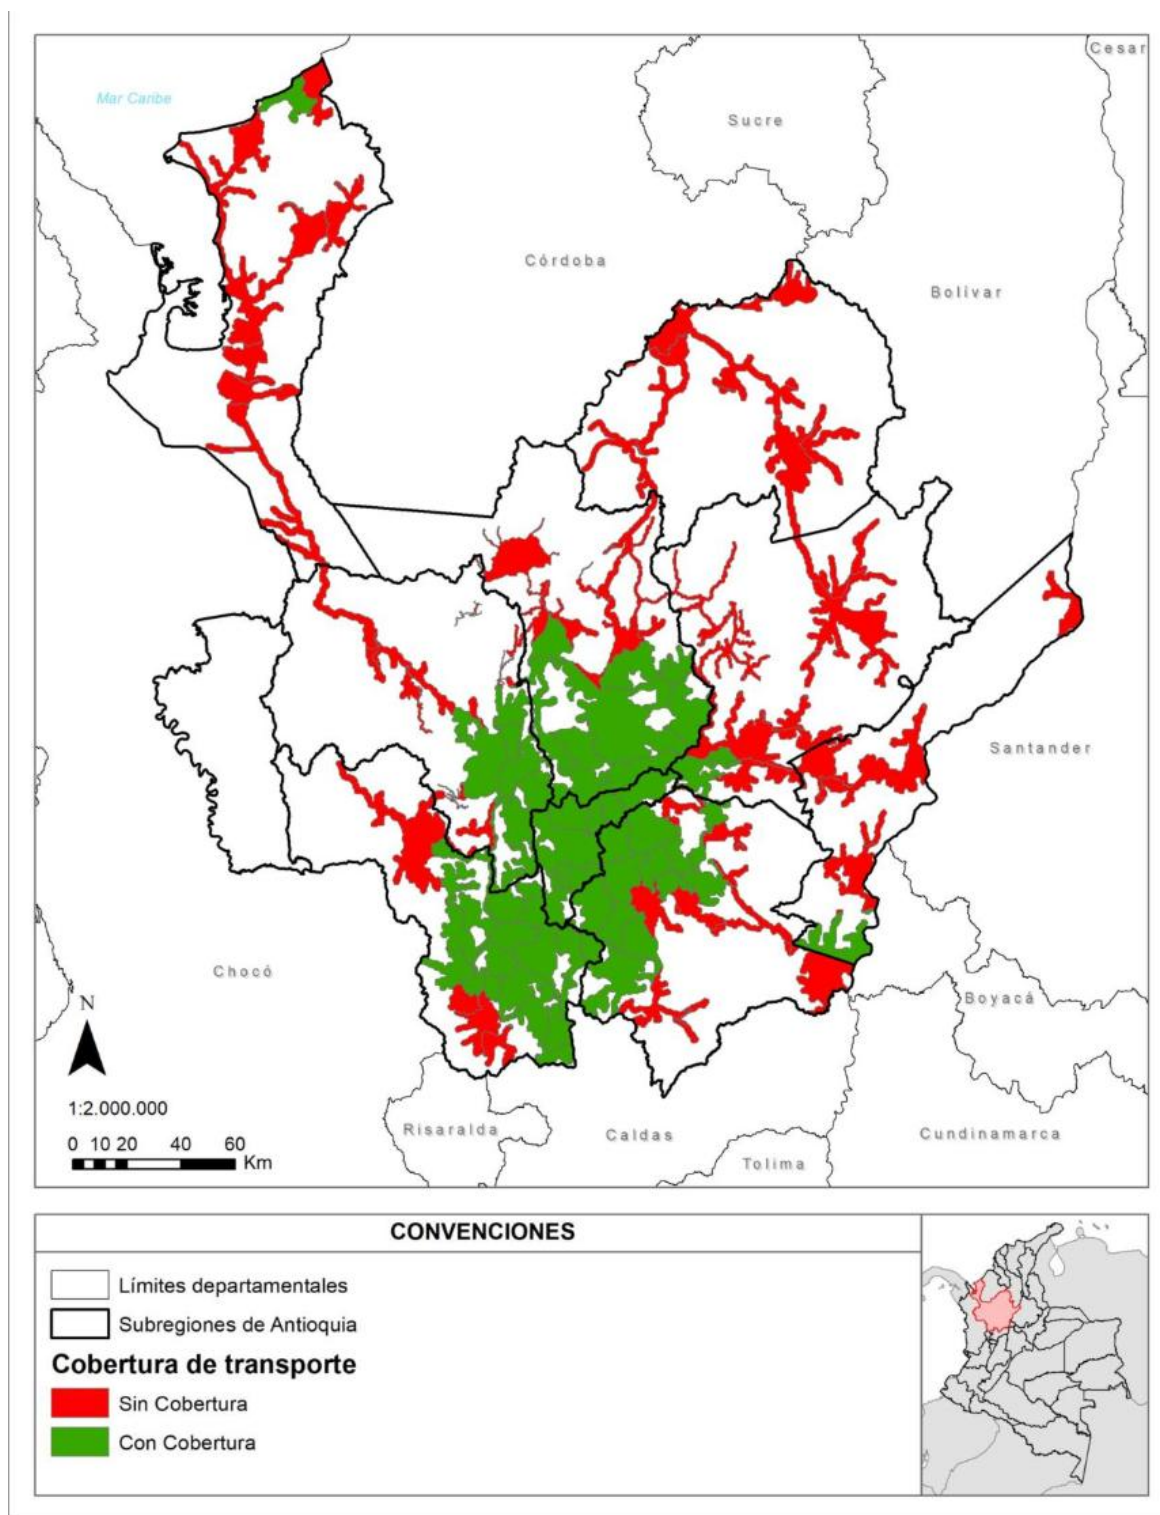 Cesar
Mar Caribe
Sucre
Córdoba
Bolívar
Santander
Chocó
Boyacá
N
1:2.000.000
Risaralda
Caldas
Cundinamarca
Tolima
0 10 20 40 60
Km
CONVENCIONES
Límites departamentales
Subregiones de Antioquia
Cobertura de transporte
Sin Cobertura
Con Cobertura